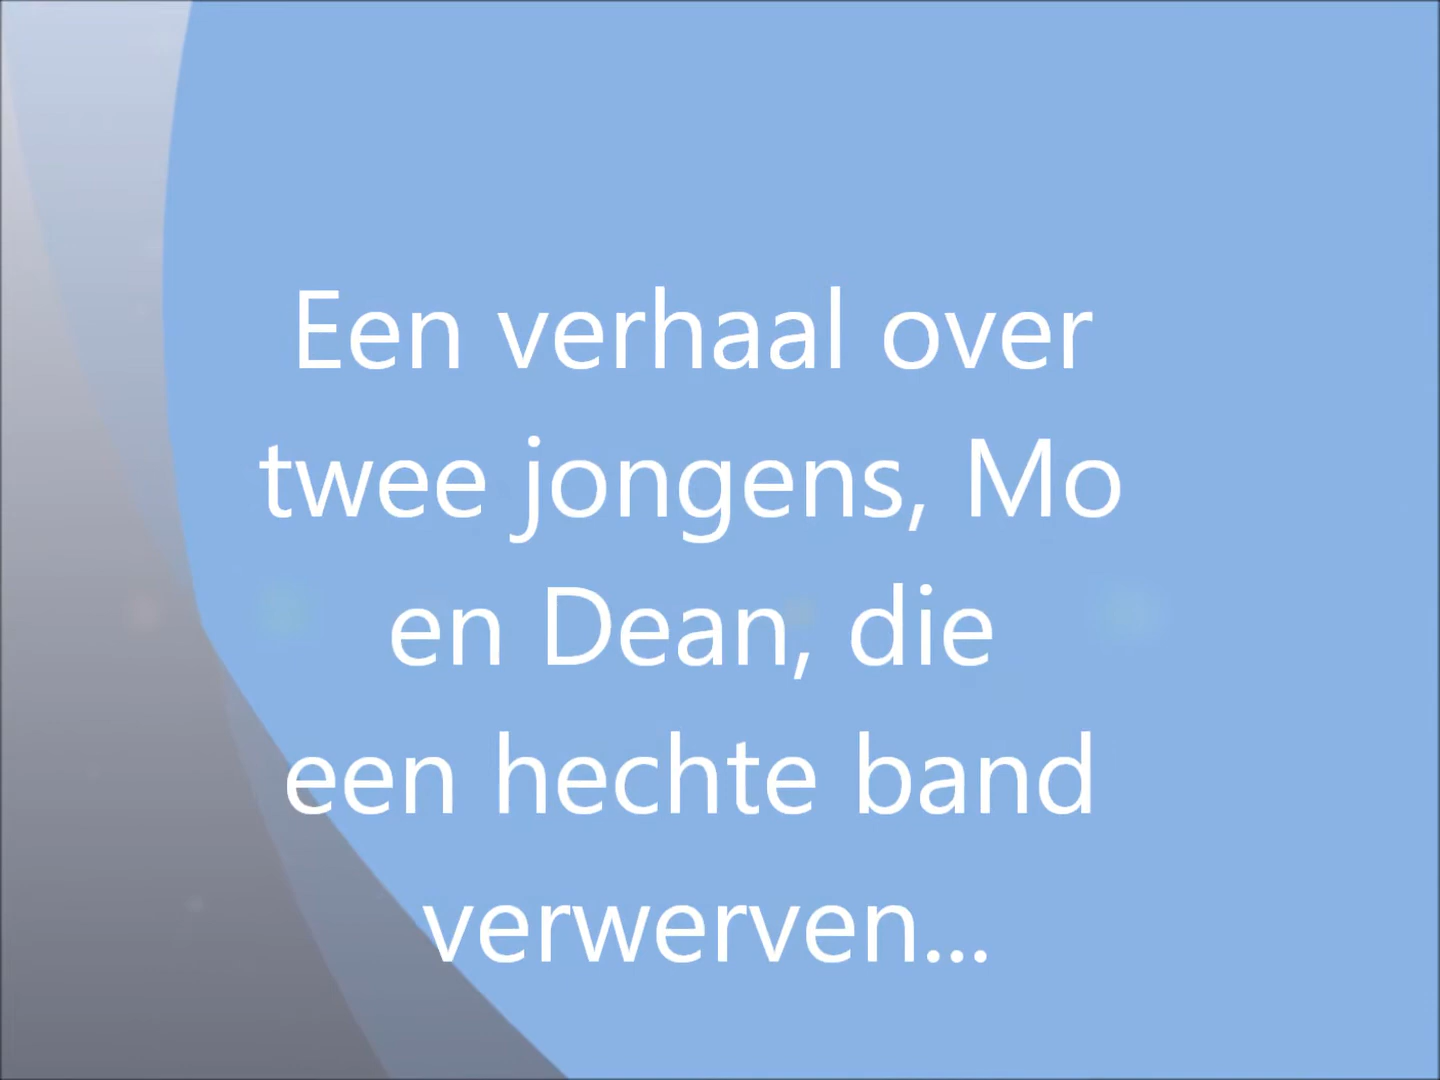 Een verhaal over
twee jongens, Mo
en Dean, die
een hechte band
verwerven...